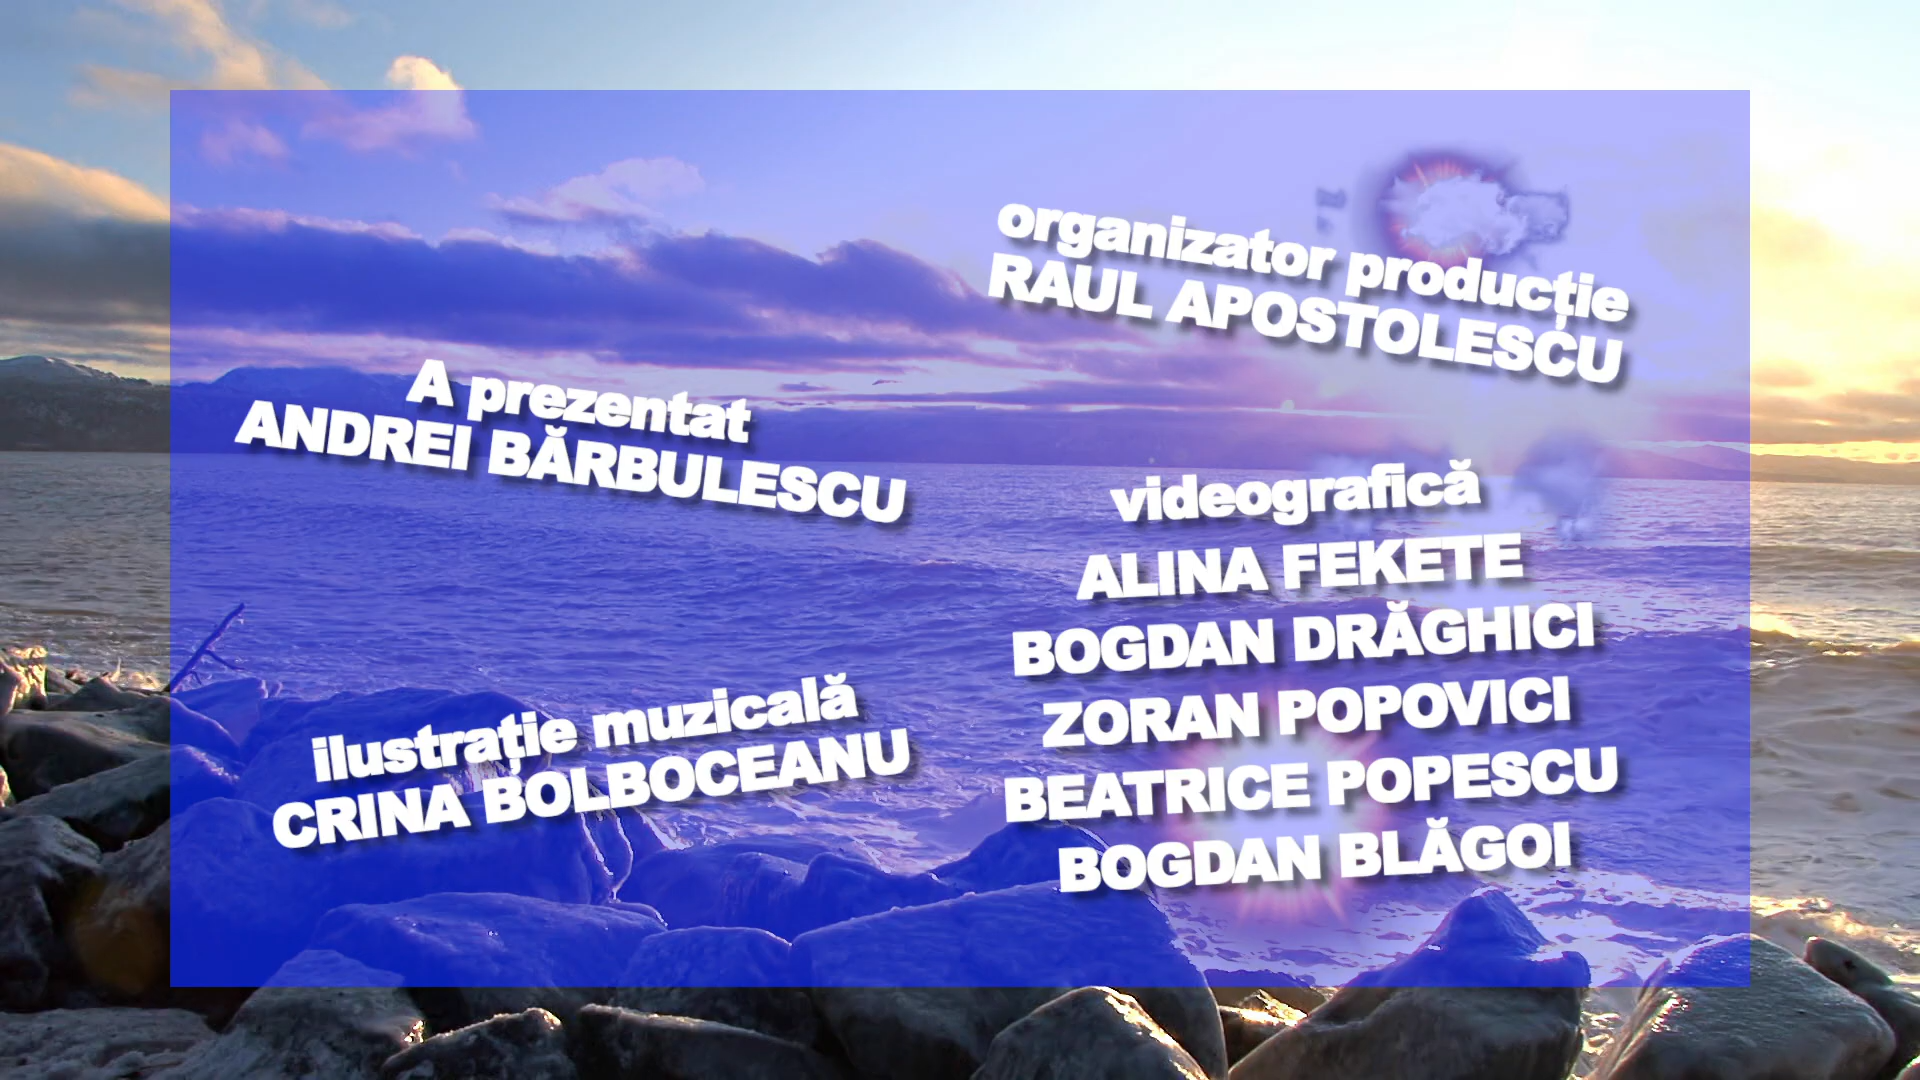 A prezentat
ANDREI BĂRBULESCU
ilustrație muzicală
CRINA BOLBOCEANU
organizator producție
RAUL APOSTOLESCU
videografică
ALINA FEKETE
BOGDAN DRĂGHICI
ZORAN POPOVICI
BEATRICE POPESCU
BOGDAN BLĂGOI